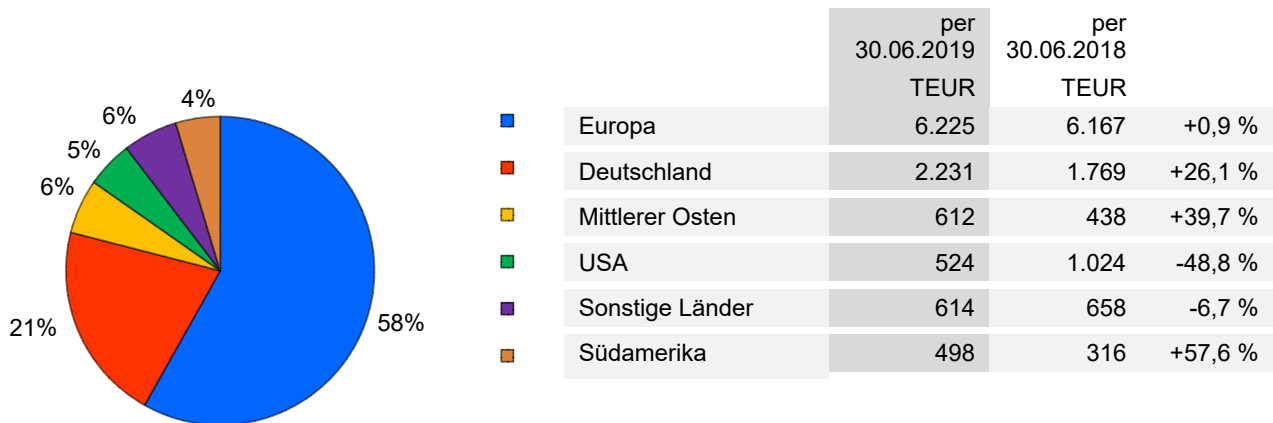 4%
6%
5%
6%
21%
58%
per
30.06.2019
per
30.06.2018
TEUR TEUR
Europa 6.225 6.167 +0,9 %
Deutschland 2.231 1.769 +26,1 %
Mittlerer Osten 612 438 +39,7 %
USA 524 1.024 -48,8 %
Sonstige Länder 614 658 -6,7 %
Südamerika 498 316 +57,6 %